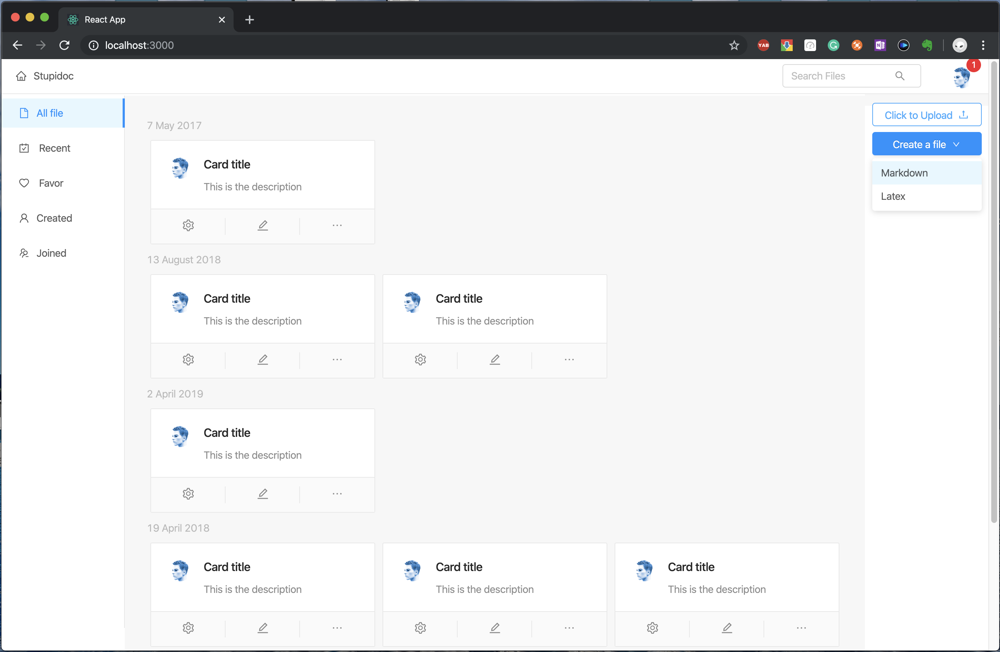 React App
localhost:3000
YAB
N
Stupidoc
Search Files
1
All file
Recent
Favor
Created
Joined
Click to Upload
Create a file
Markdown
Latex
7 May 2017
Card title
This is the description
13 August 2018
Card title
This is the description
Card title
This is the description
2 April 2019
Card title
This is the description
19 April 2018
Card title
This is the description
Card title
This is the description
Card title
This is the description